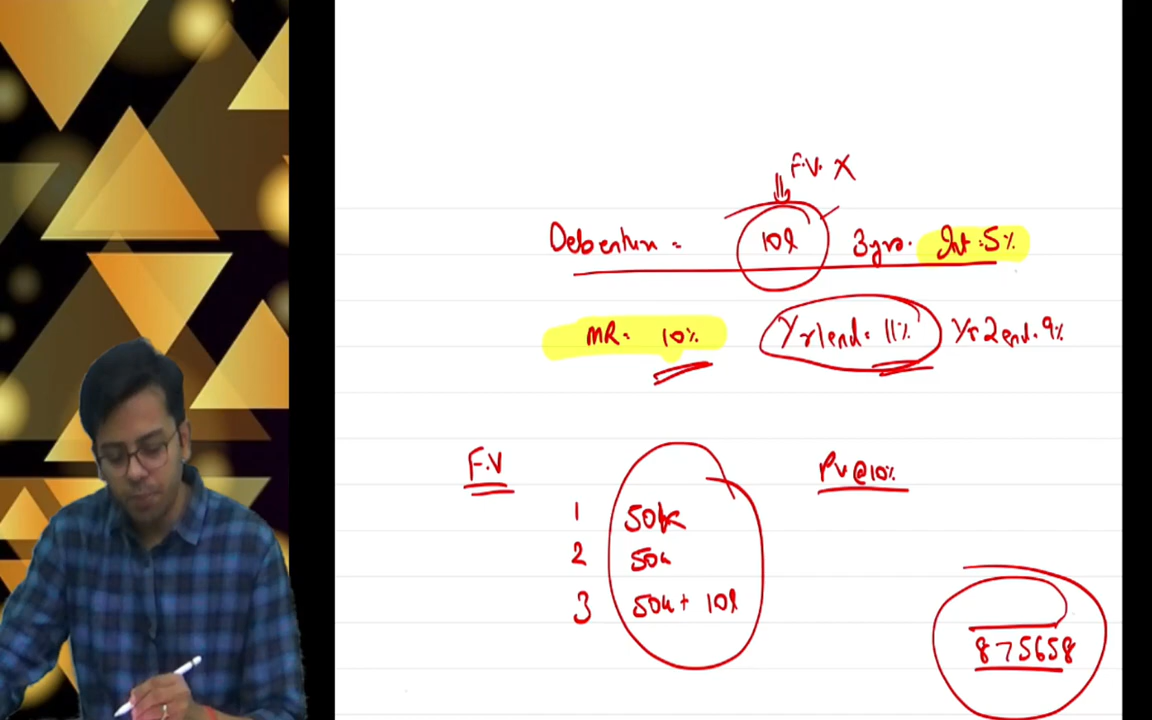 F.V. X
Debenture = 10l 3yrs. Int:5%
MR= 10% Yr1end= 11% Yr2end. 9%
F.V PV@10%
1 50k
2 50k
3 50k + 10l
875658